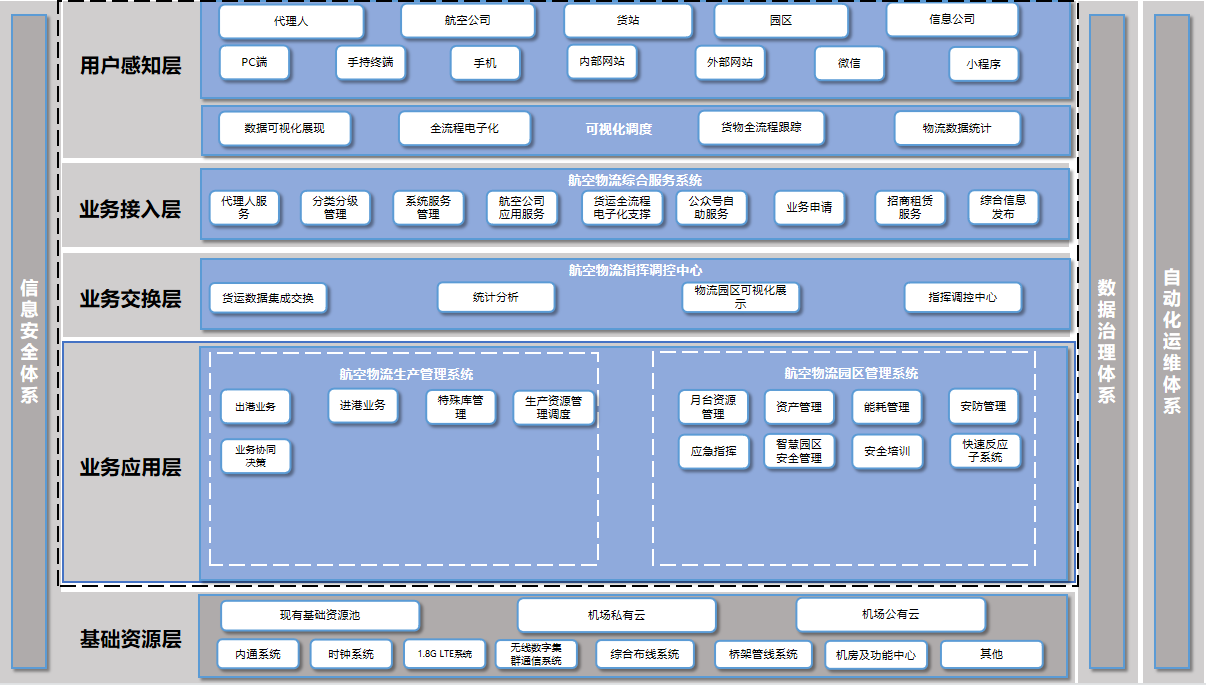 用户感知层
代理人
航空公司
货站
园区
信息公司
PC端
手持终端
手机
内部网站
外部网站
微信
小程序
数据可视化展现
全流程电子化
可视化调度
货物全流程跟踪
物流数据统计
业务接入层
航空物流综合服务系统
代理人服
务
分类分级
管理
系统服务
管理
航空公司
应用服务
货运全流程
电子化支撑
公众号自
助服务
业务申请
招商租赁
服务
综合信息
发布
业务交换层
航空物流指挥调控中心
货运数据集成交换
统计分析
物流园区可视化展
示
指挥调控中心
业务应用层
航空物流生产管理系统
出港业务
进港业务
特殊库管
理
生产资源管
理调度
业务协同
决策
航空物流园区管理系统
月台资源
管理
资产管理
能耗管理
安防管理
应急指挥
智慧园区
安全管理
安全培训
快速反应
子系统
基础资源层
现有基础资源池
机场私有云
机场公有云
内通系统
时钟系统
1.8G LTE系统
无线数字集
群通信系统
综合布线系统
桥架管线系统
机房及功能中心
其他
信息安全体系
数据治理体系
自动化运维体系